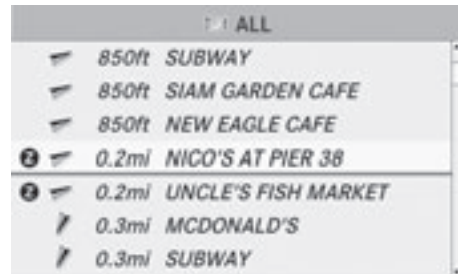 ALL
850ft SUBWAY
850ft SIAM GARDEN CAFE
850ft NEW EAGLE CAFE
Z 0.2mi NICO'S AT PIER 38
Z 0.2mi UNCLE'S FISH MARKET
0.3mi MCDONALD'S
0.3mi SUBWAY